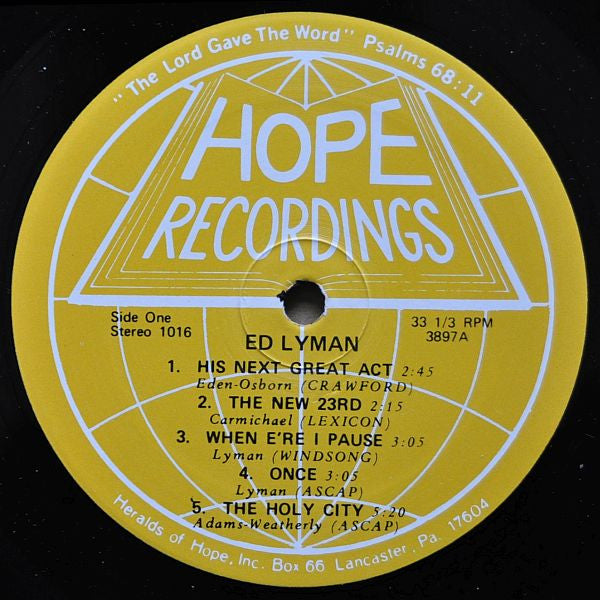 "The Lord Gave The Word" Psalms 68:11
HOPE
RECORDINGS
Side One
Stereo 1016
33 1/3 RPM
3897A
ED LYMAN
1. HIS NEXT GREAT ACT 2:45
Eden-Osborn (CRAWFORD)
2. THE NEW 23RD 2:15
Carmichael (LEXICON)
3. WHEN E'RE I PAUSE 3:05
Lyman (WINDSONG)
4. ONCE 3:05
Lyman (ASCAP)
5. THE HOLY CITY 5:20
Adams-Weatherly (ASCAP)
Heralds of Hope, Inc. Box 66 Lancaster, Pa. 17604